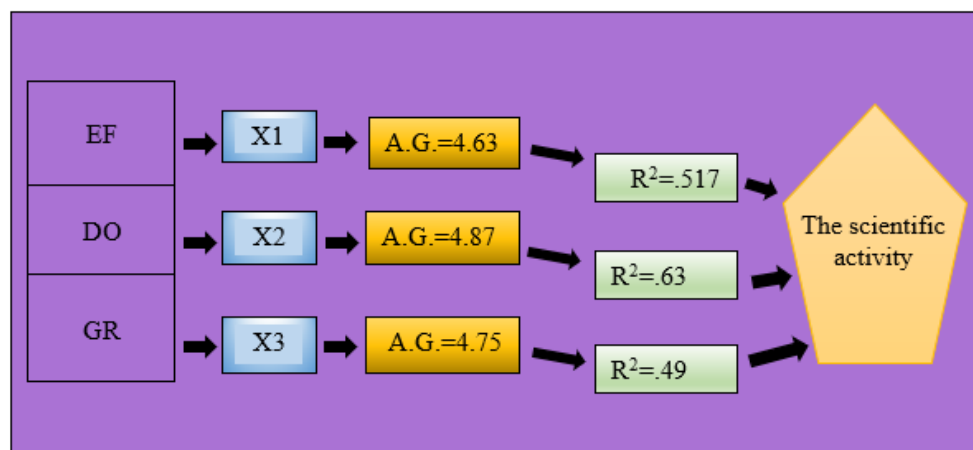 EF
X1
A.G.=4.63
R²=.517
DO
X2
A.G.=4.87
R²=.63
GR
X3
A.G.=4.75
R²=.49
The scientific
activity